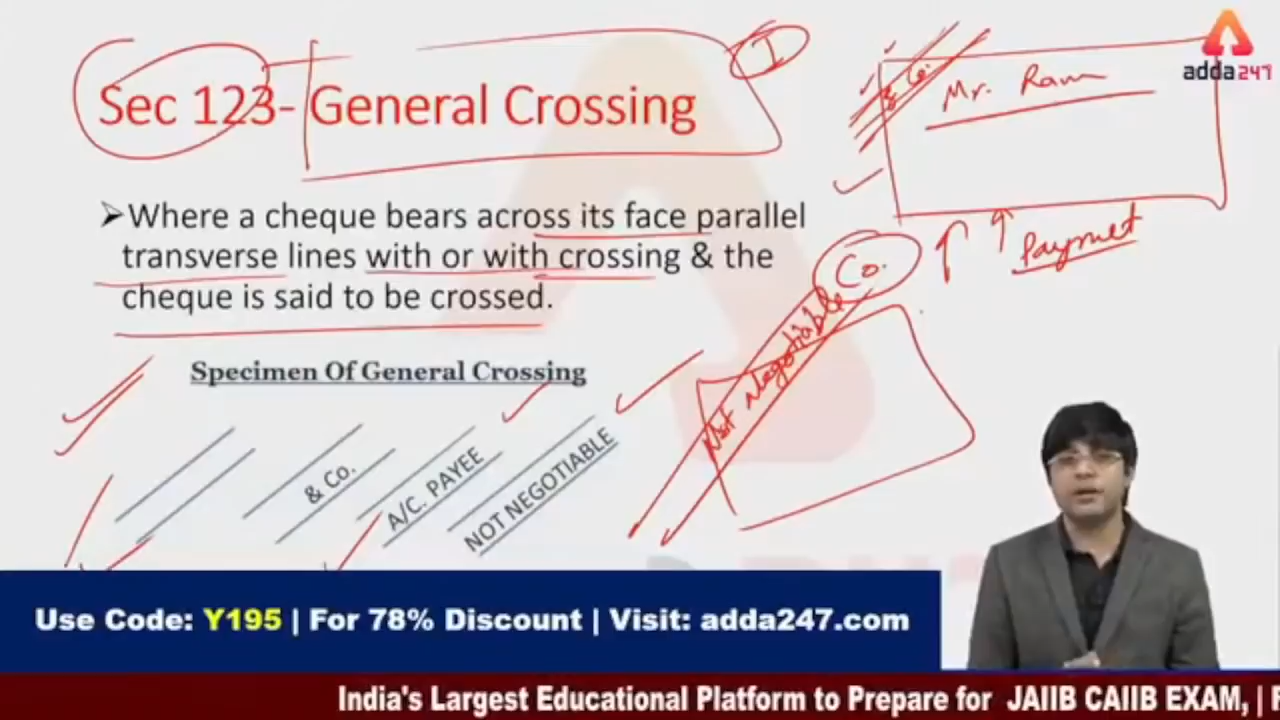 Sec 123- General Crossing
I
& Co.
Mr. Ram
adda247
➤Where a cheque bears across its face parallel
transverse lines with or with crossing & the
cheque is said to be crossed.
Co.
Paymet
Not Negotiable
Specimen Of General Crossing
& Co.
A/C. PAYEE
NOT NEGOTIABLE
Use Code: Y195 | For 78% Discount | Visit: adda247.com
India's Largest Educational Platform to Prepare for JAIIB CAIIB EXAM, |